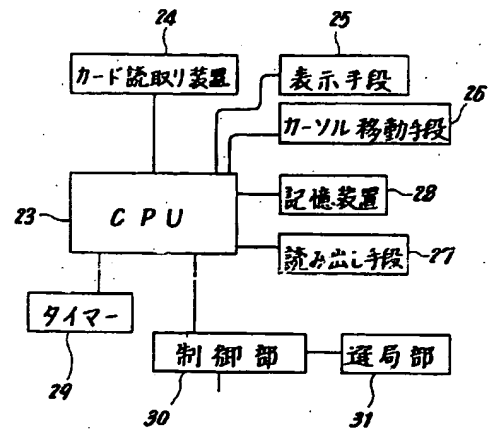 24
カード読取り装置
25
表示手段
26
カーソル移動手段
23
CPU
記憶装置
28
読み出し手段
27
タイマー
29
制御部
30
選局部
31